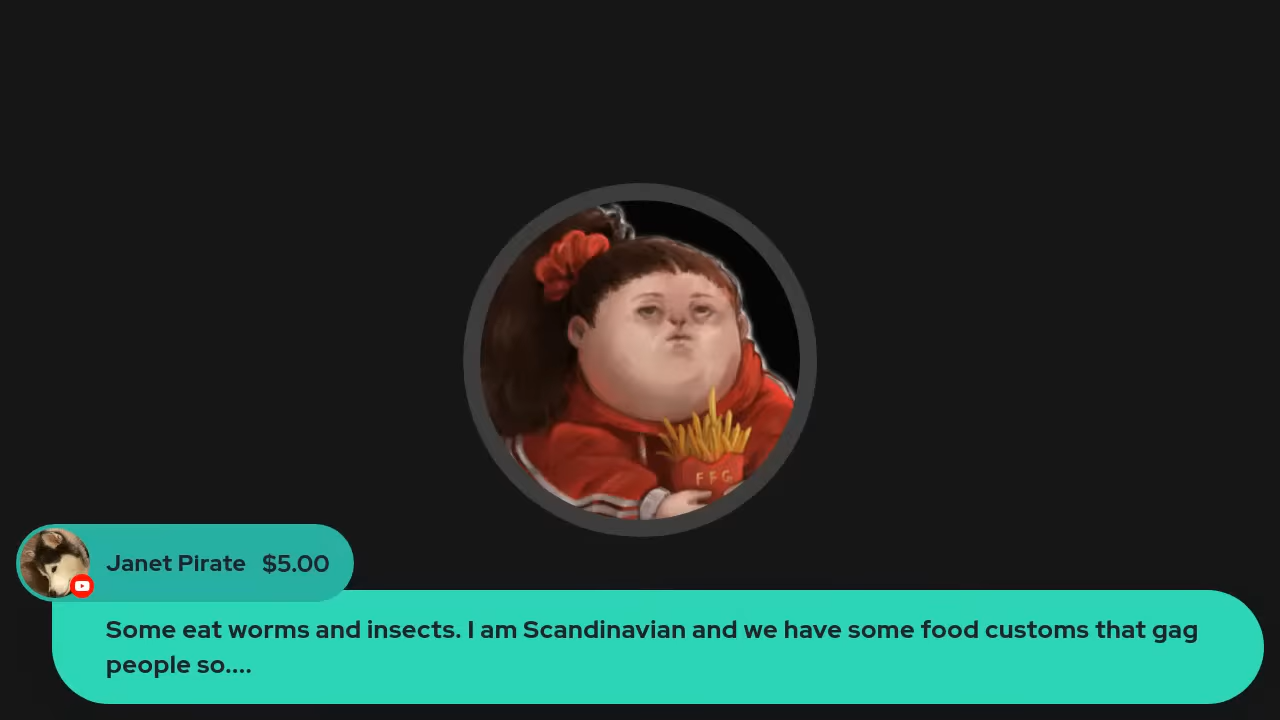 FFG
Janet Pirate $5.00
Some eat worms and insects. I am Scandinavian and we have some food customs that gag
people so....